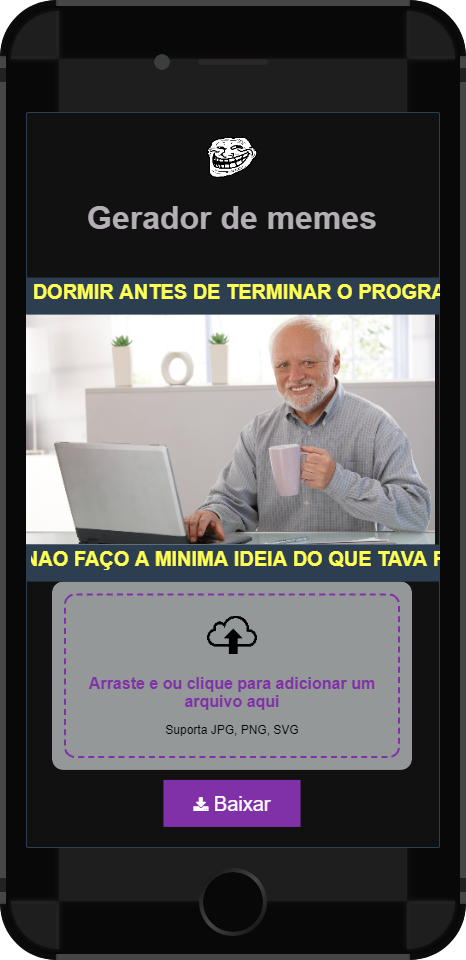 Gerador de memes
DORMIR ANTES DE TERMINAR O PROGRA
NAO FAÇO A MINIMA IDEIA DO QUE TAVA F
Arraste e ou clique para adicionar um
arquivo aqui
Suporta JPG, PNG, SVG
Baixar